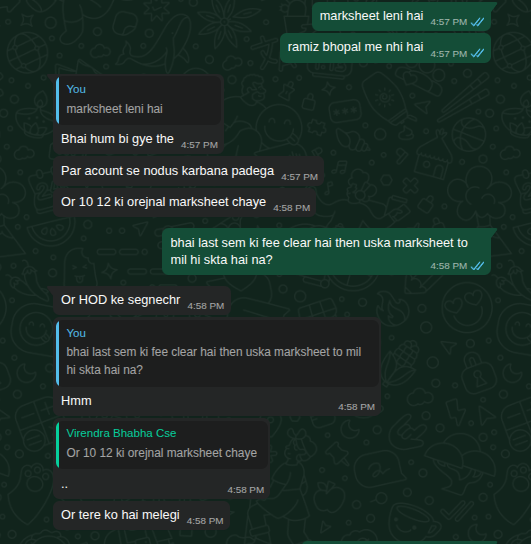 marksheet leni hai 4:57 PM
ramiz bhopal me nhi hai 4:57 PM
You
marksheet leni hai
Bhai hum bi gye the 4:57 PM
Par acount se nodus karbana padega 4:57 PM
Or 10 12 ki orejnal marksheet chaye 4:58 PM
bhai last sem ki fee clear hai then uska marksheet to
mil hi skta hai na? 4:58 PM
Or HOD ke segnechr 4:58 PM
You
bhai last sem ki fee clear hai then uska marksheet to mil
hi skta hai na?
Hmm 4:58 PM
Virendra Bhabha Cse
Or 10 12 ki orejnal marksheet chaye
.. 4:58 PM
Or tere ko hai melegi 4:58 PM